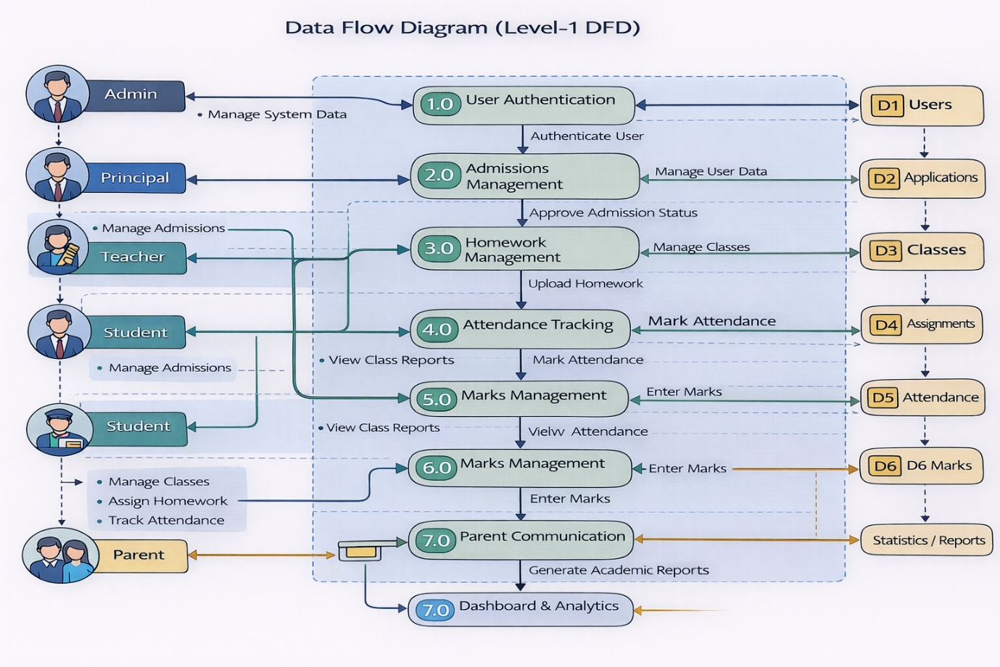 Data Flow Diagram (Level-1 DFD)
Admin
• Manage System Data
1.0 User Authentication
D1 Users
Authenticate User
Principal
2.0 Admissions
Management
Manage User Data
D2 Applications
Approve Admission Status
• Manage Admissions
Teacher
3.0 Homework
Management
Manage Classes
D3 Classes
Upload Homework
Student
4.0 Attendance Tracking
Mark Attendance
D4 Assignments
• View Class Reports
Mark Attendance
• Manage Admissions
5.0 Marks Management
Enter Marks
D5 Attendance
Student
• View Class Reports
Vielvv Attendance
6.0 Marks Management
Enter Marks
D6 D6 Marks
• Manage Classes
• Assign Homework
• Track Attendance
Enter Marks
Parent
7.0 Parent Communication
Statistics / Reports
Generate Academic Reports
7.0 Dashboard & Analytics